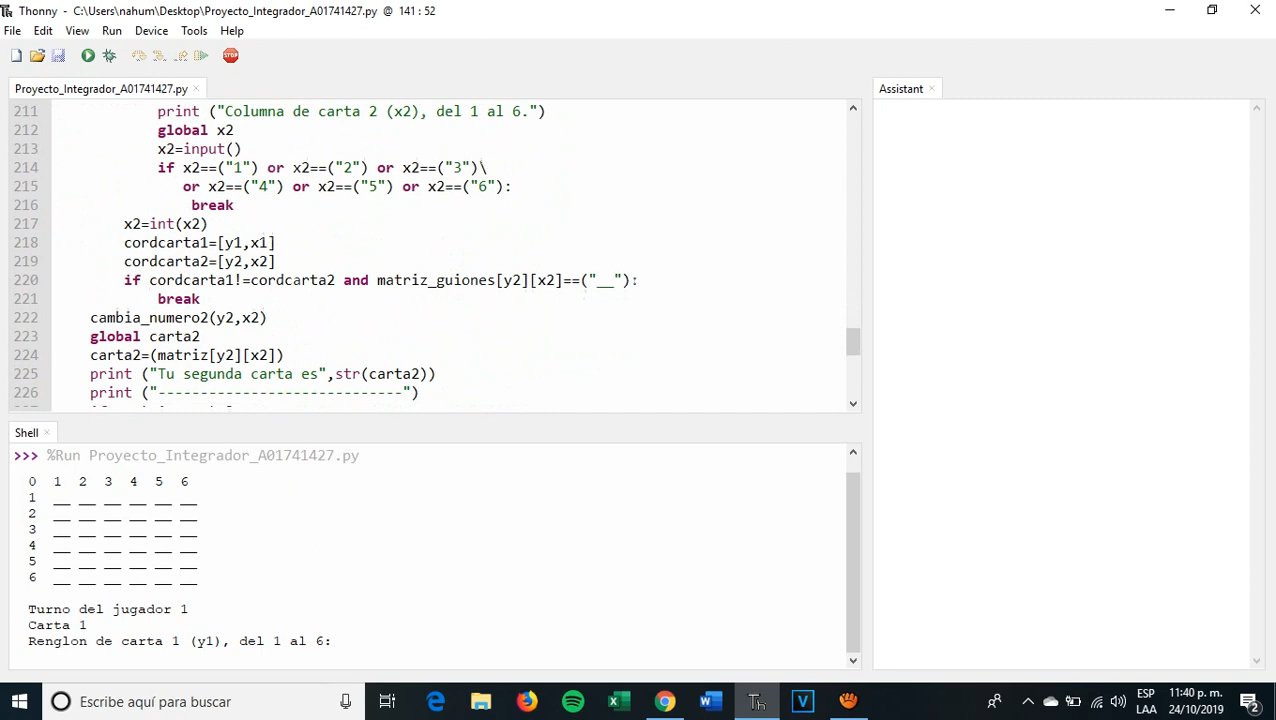 Thonny - C:\Users\nahum\Desktop\Proyecto_Integrador_A01741427.py @ 141 : 52
File Edit View Run Device Tools Help
STOP
Proyecto_Integrador_A01741427.py ×
Assistant ×
211 print ("Columna de carta 2 (x2), del 1 al 6.")
212 global x2
213 x2=input()
214 if x2==("1") or x2==("2") or x2==("3")\
215 or x2==("4") or x2==("5") or x2==("6"):
216 break
217 x2=int(x2)
218 cordcarta1=[y1,x1]
219 cordcarta2=[y2,x2]
220 if cordcarta1!=cordcarta2 and matriz_guiones[y2][x2]==("__"):
221 break
222 cambia_numero2(y2,x2)
223 global carta2
224 carta2=(matriz[y2][x2])
225 print ("Tu segunda carta es",str(carta2))
226 print ("-----------------------------")
Shell ×
>>> %Run Proyecto_Integrador_A01741427.py
0 1 2 3 4 5 6
1 __ __ __ __ __ __
2 __ __ __ __ __ __
3 __ __ __ __ __ __
4 __ __ __ __ __ __
5 __ __ __ __ __ __
6 __ __ __ __ __ __
Turno del jugador 1
Carta 1
Renglon de carta 1 (y1), del 1 al 6:
Escribe aquí para buscar
Th
V
ESP
LAA
11:40 p. m.
24/10/2019
2